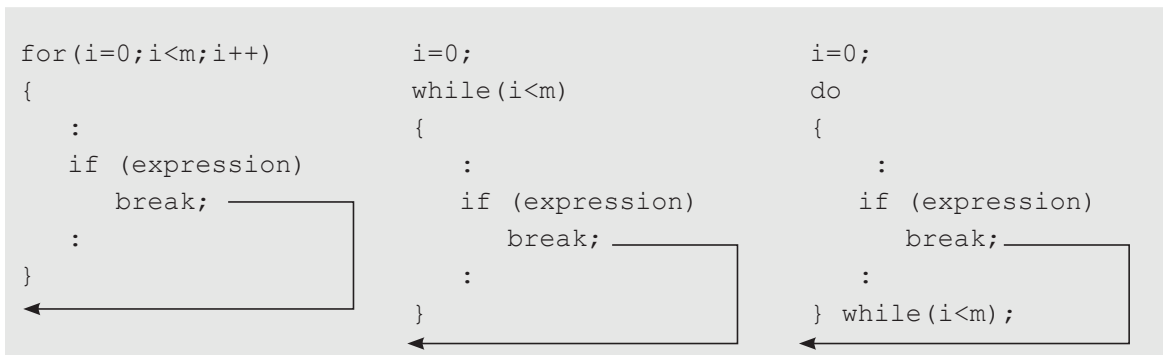 for(i=0;i<m;i++)
{
:
if (expression)
break;
:
}
i=0;
while(i<m)
{
:
if (expression)
break;
:
}
i=0;
do
{
:
if (expression)
break;
:
} while(i<m);